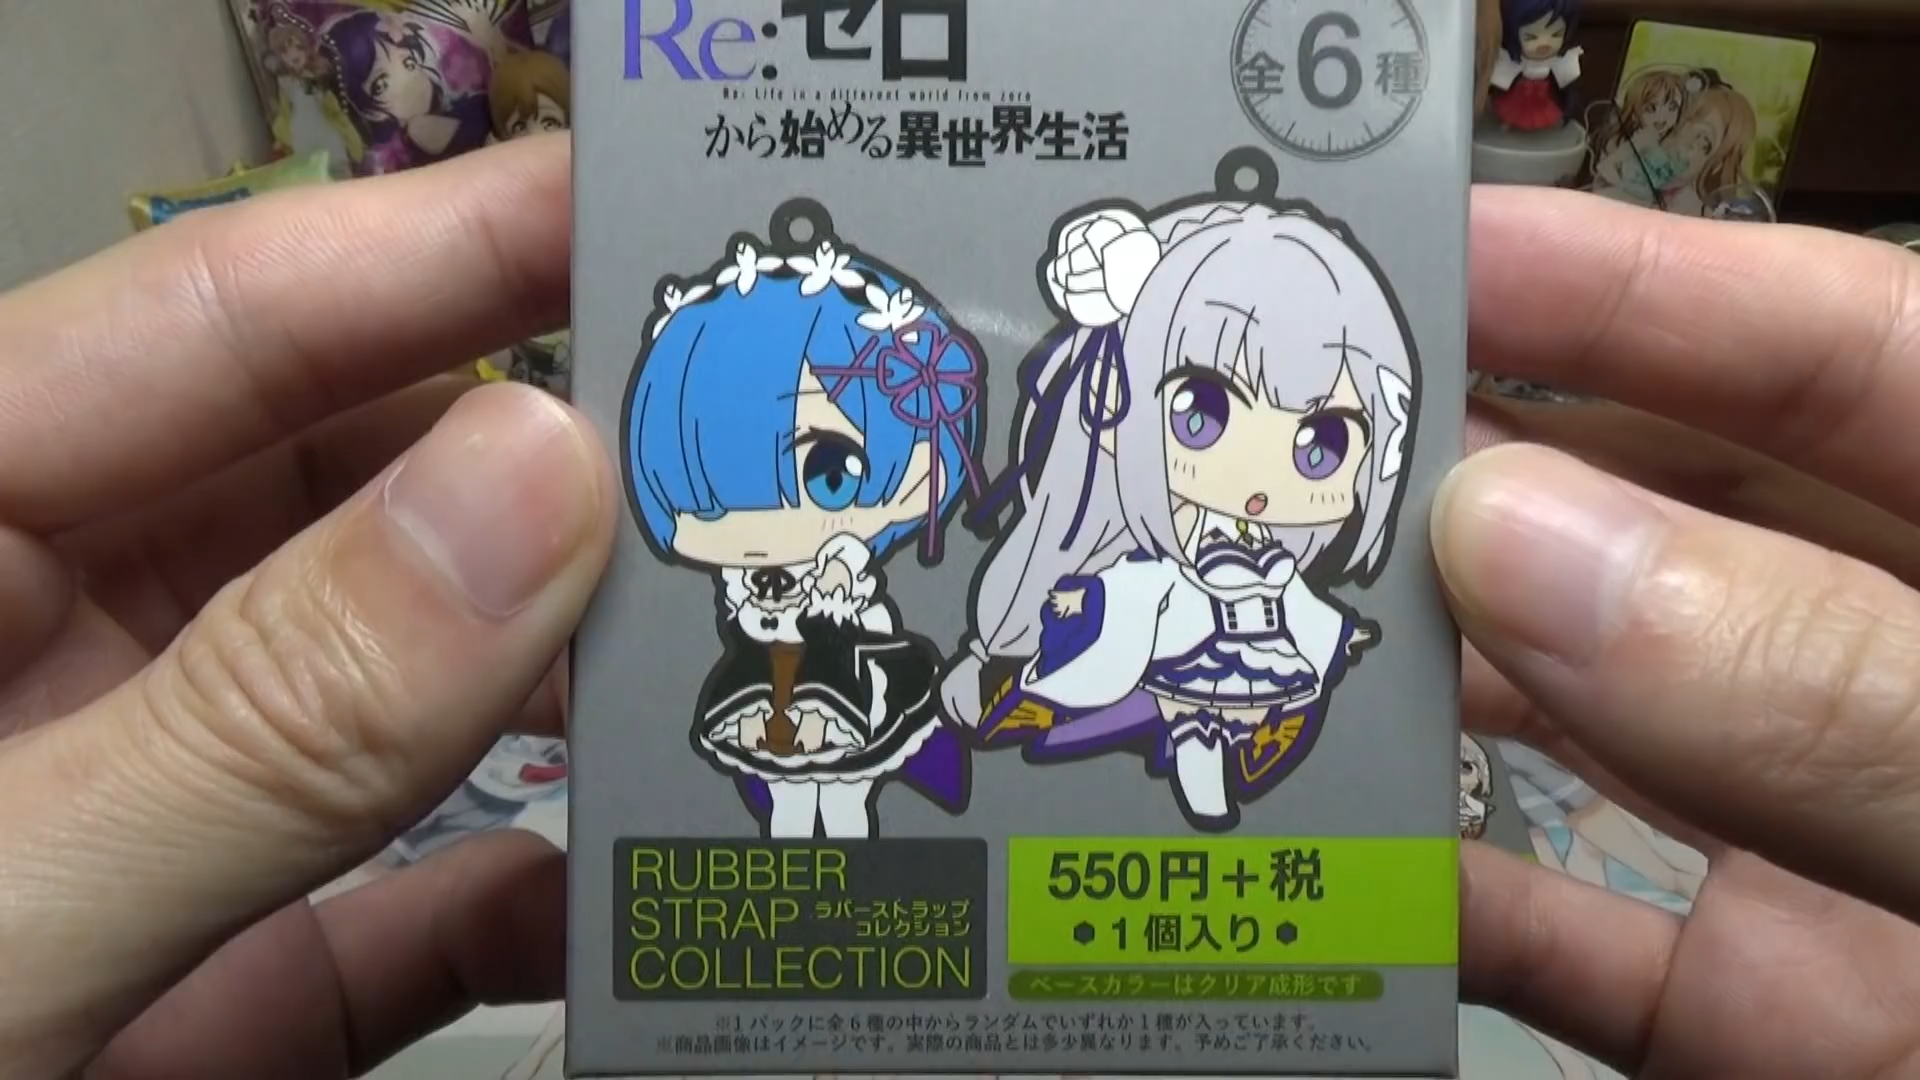 Re:ゼロ
Re: Life in a different world from zero
から始める異世界生活
全6種
RUBBER
STRAP ラバーストラップ
コレクション
COLLECTION
550円+税
●1個入り●
ベースカラーはクリア成形です
※1パックに全6種の中からランダムでいずれか1種が入っています。
※商品画像はイメージです。実際の商品とは多少異なります。予めご了承ください。